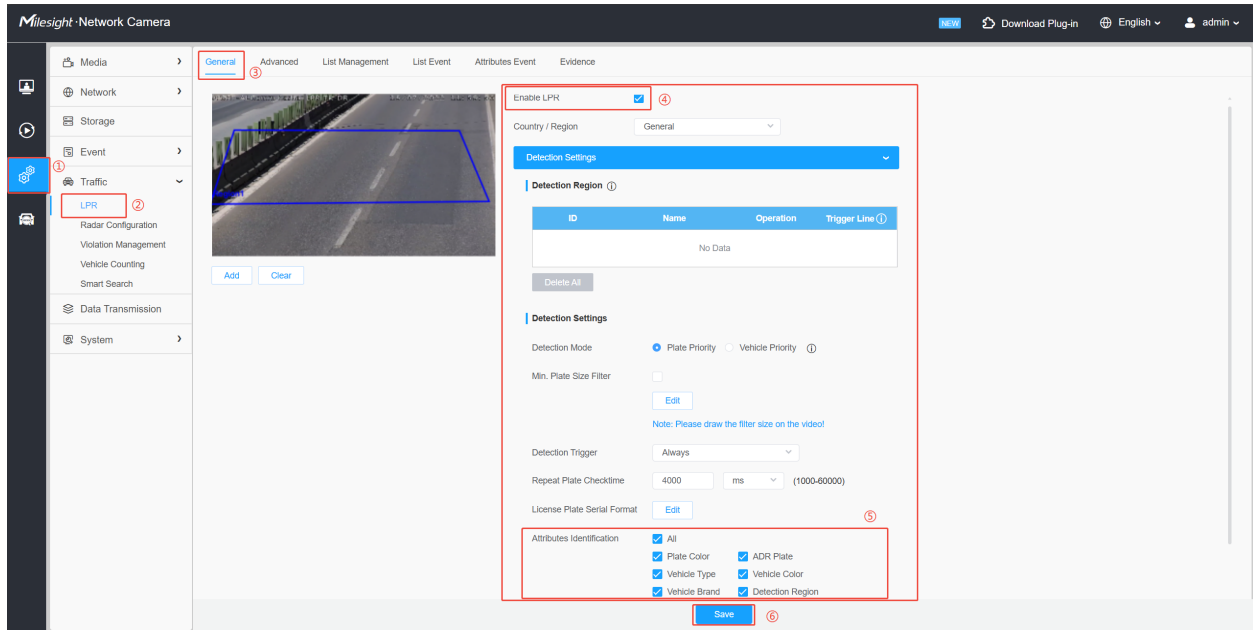 Milesight·Network Camera
NEW
Download Plug-in
English
admin
Media
Network
Storage
Event
①
Traffic
LPR ②
Radar Configuration
Violation Management
Vehicle Counting
Smart Search
Data Transmission
System
General Advanced List Management List Event Attributes Event Evidence
③
Add Clear
Enable LPR ④
Country / Region General
Detection Settings
Detection Region
ID Name Operation Trigger Line
No Data
Delete All
Detection Settings
Detection Mode Plate Priority Vehicle Priority
Min. Plate Size Filter
Edit
Note: Please draw the filter size on the video!
Detection Trigger Always
Repeat Plate Checktime 4000 ms (1000-60000)
License Plate Serial Format Edit
⑤
Attributes Identification All
Plate Color ADR Plate
Vehicle Type Vehicle Color
Vehicle Brand Detection Region
Save ⑥